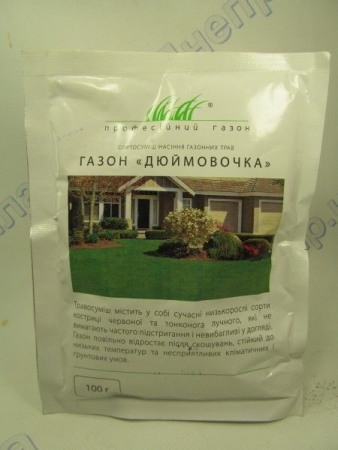 ®
професійний газон
СОРТОСУМІШ НАСІННЯ ГАЗОННИХ ТРАВ
ГАЗОН «ДЮЙМОВОЧКА»
Травосуміш містить у собі сучасні низькорослі сорти
костриці червоної та тонконога лучного, які не
вимагають частого підстригання і невибагливі у догляді.
Газон повільно відростає після скошувань, стійкий до
низьких температур та несприятливих кліматичних і
ґрунтових умов.
100 г